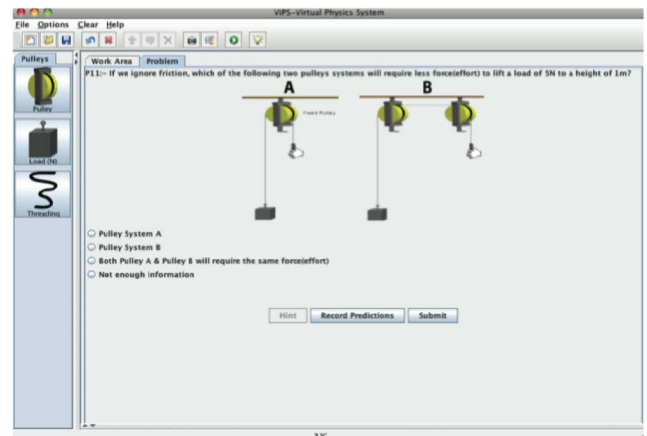 ViPS-Virtual Physics System
File Options Clear Help
Pulleys
Work Area Problem
P11:- If we ignore friction, which of the following two pulleys systems will require less force(effort) to lift a load of 5N to a height of 1m?
A B
Fixed Pulley
Pulley
Load (N)
Threading
Pulley System A
Pulley System B
Both Pulley A & Pulley B will require the same force(effort)
Not enough information
Hint Record Predictions Submit